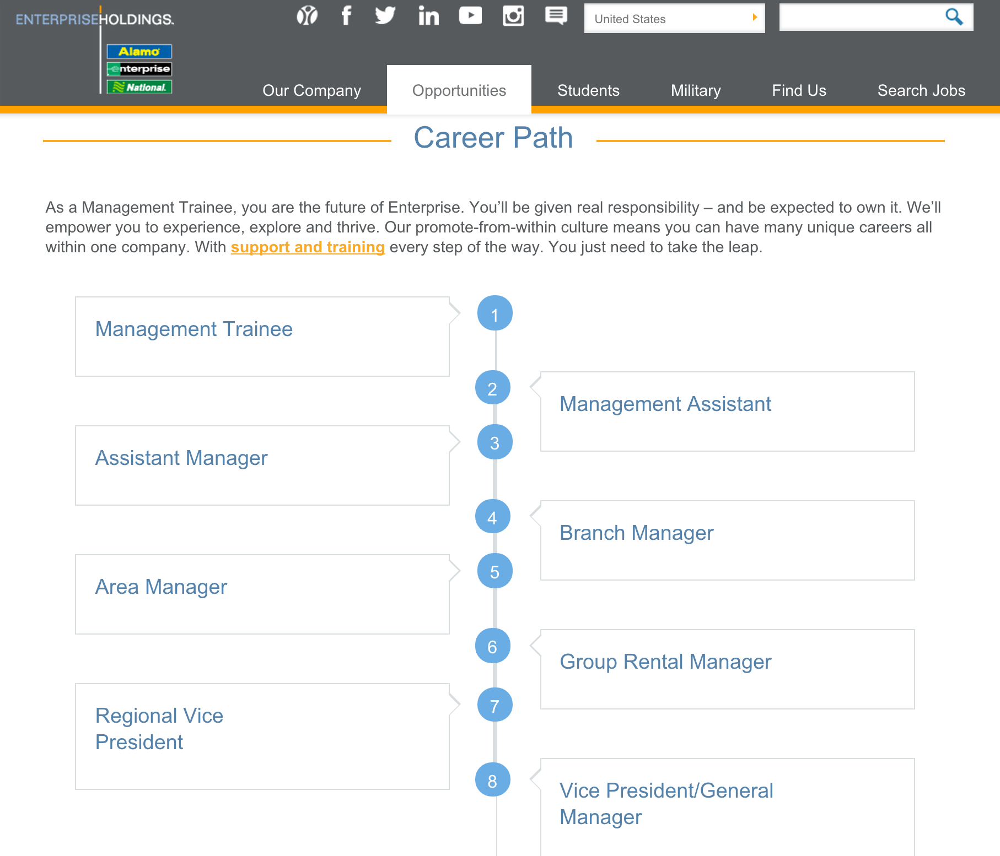 ENTERPRISEHOLDINGS.
Alamo
enterprise
National.
United States
Our Company
Opportunities
Students
Military
Find Us
Search Jobs
Career Path
As a Management Trainee, you are the future of Enterprise. You’ll be given real responsibility – and be expected to own it. We’ll
empower you to experience, explore and thrive. Our promote-from-within culture means you can have many unique careers all
within one company. With support and training every step of the way. You just need to take the leap.
1
Management Trainee
2
Management Assistant
3
Assistant Manager
4
Branch Manager
5
Area Manager
6
Group Rental Manager
7
Regional Vice
President
8
Vice President/General
Manager